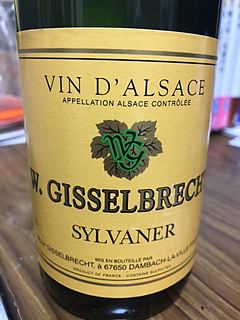 VIN D'ALSACE
APPELLATION ALSACE CONTRÔLÉE
WG
W. GISSELBRECH
SYLVANER
MIS EN BOUTEILLE PAR
GISSELBRECHT, à 67650 DAMBACH-LA-VILLE
PRODUCT OF FRANCE - CONTAINS SULPHITES